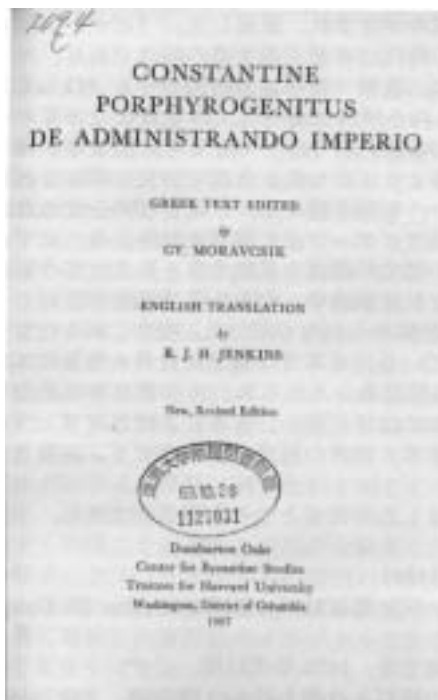 CONSTANTINE
PORPHYROGENITUS
DE ADMINISTRANDO IMPERIO
GREEK TEXT EDITED
by
GY. MORAVCSIK
ENGLISH TRANSLATION
by
R. J. H. JENKINS
New, Revised Edition
1127031
Dumbarton Oaks
Center for Byzantine Studies
Trustees for Harvard University
Washington, District of Columbia
1967